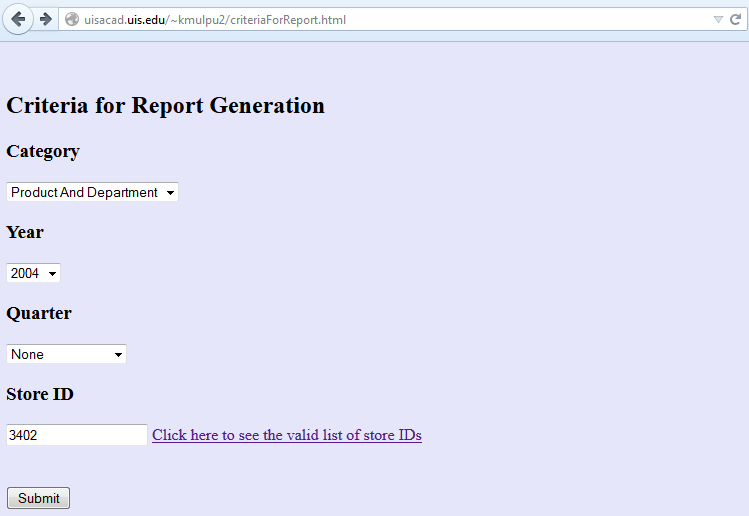 uisacad.uis.edu/~kmulpu2/criteriaForReport.html
Criteria for Report Generation
Category
Product And Department
Year
2004
Quarter
None
Store ID
3402 Click here to see the valid list of store IDs
Submit